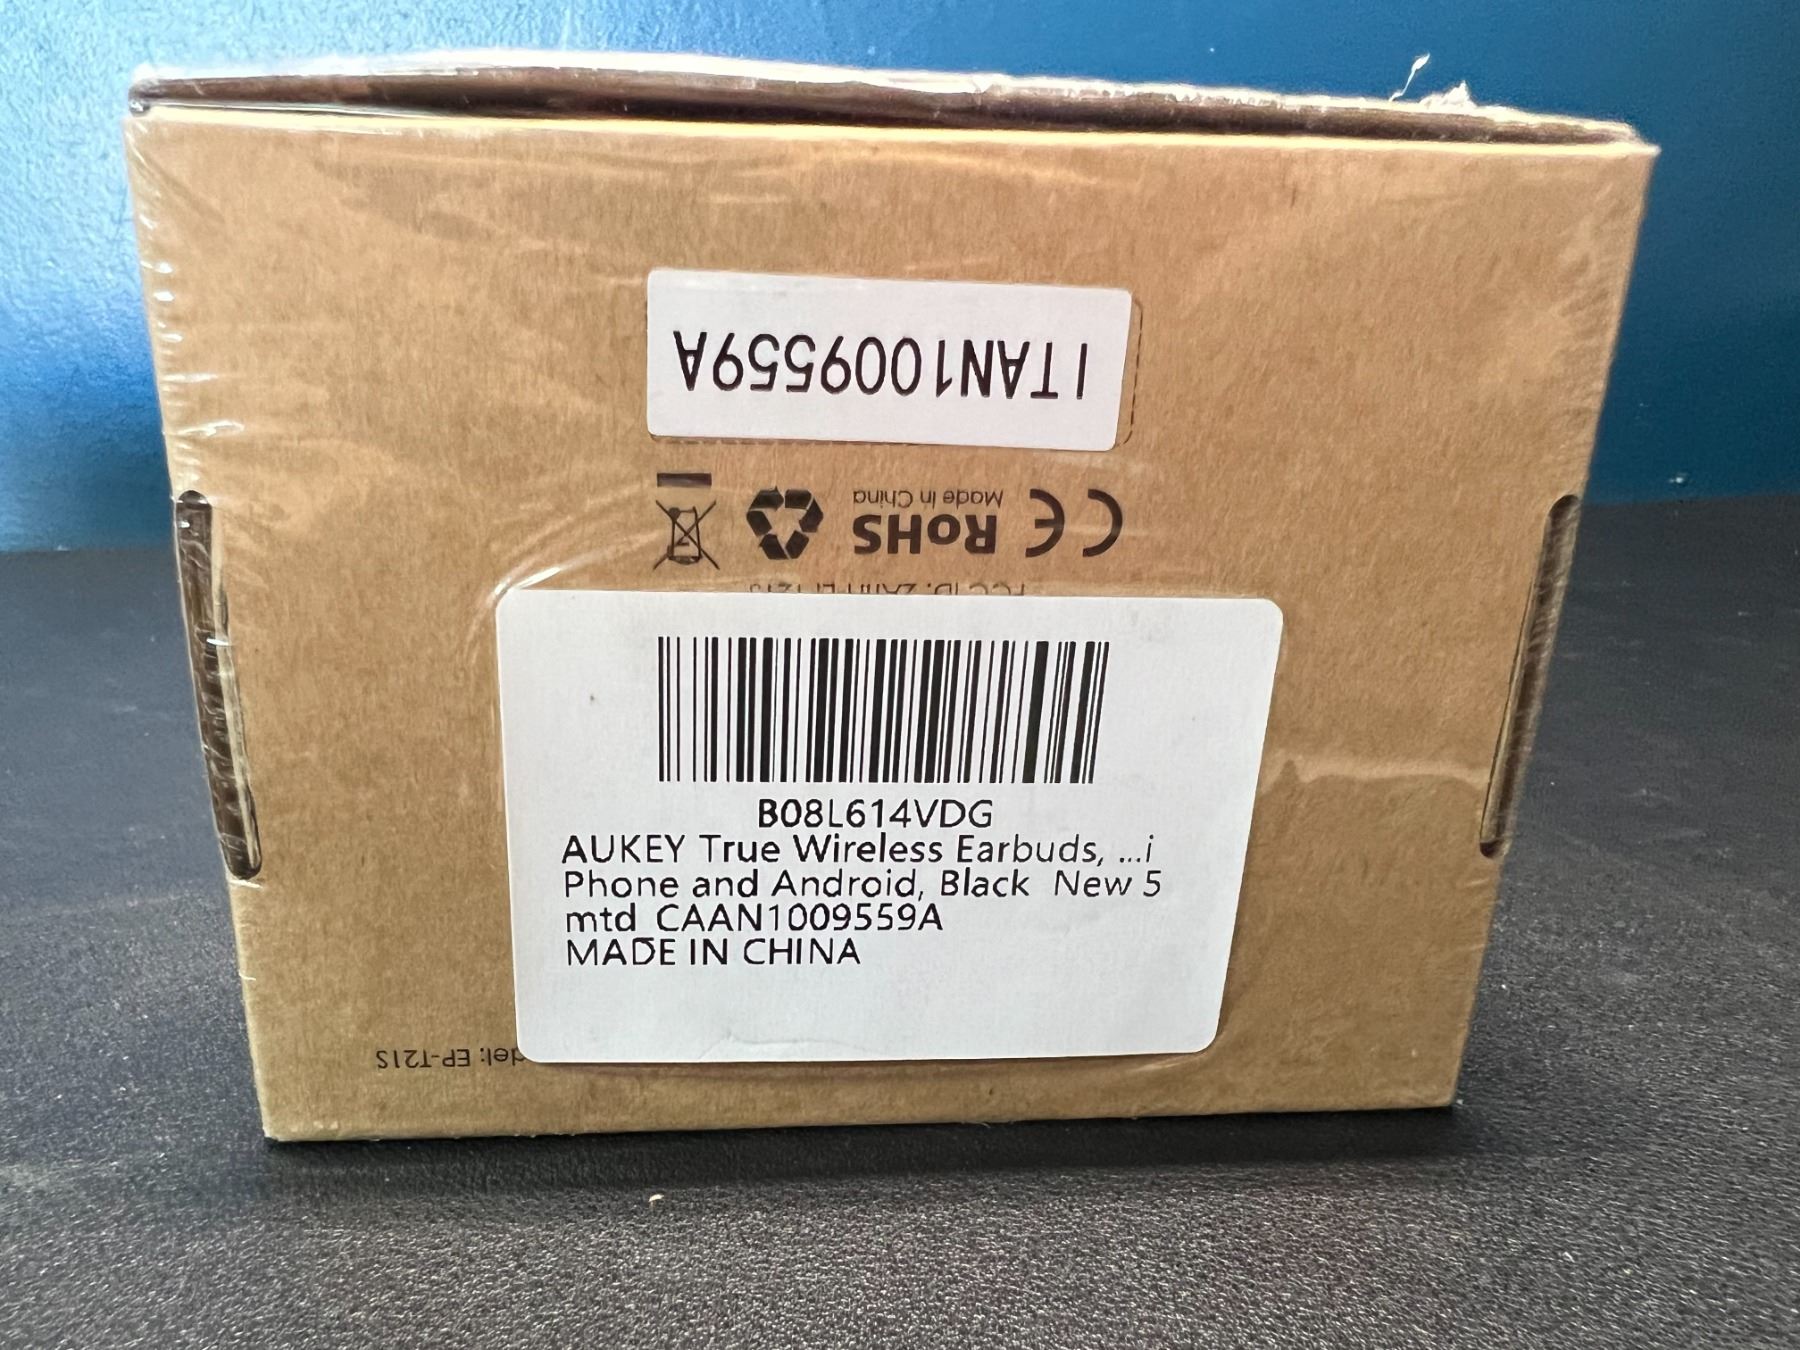 ITAN1009559A
Made in China
CE RoHS
B08L614VDG
AUKEY True Wireless Earbuds, ...i
Phone and Android, Black New 5
mtd CAAN1009559A
MADE IN CHINA
EP-T21S